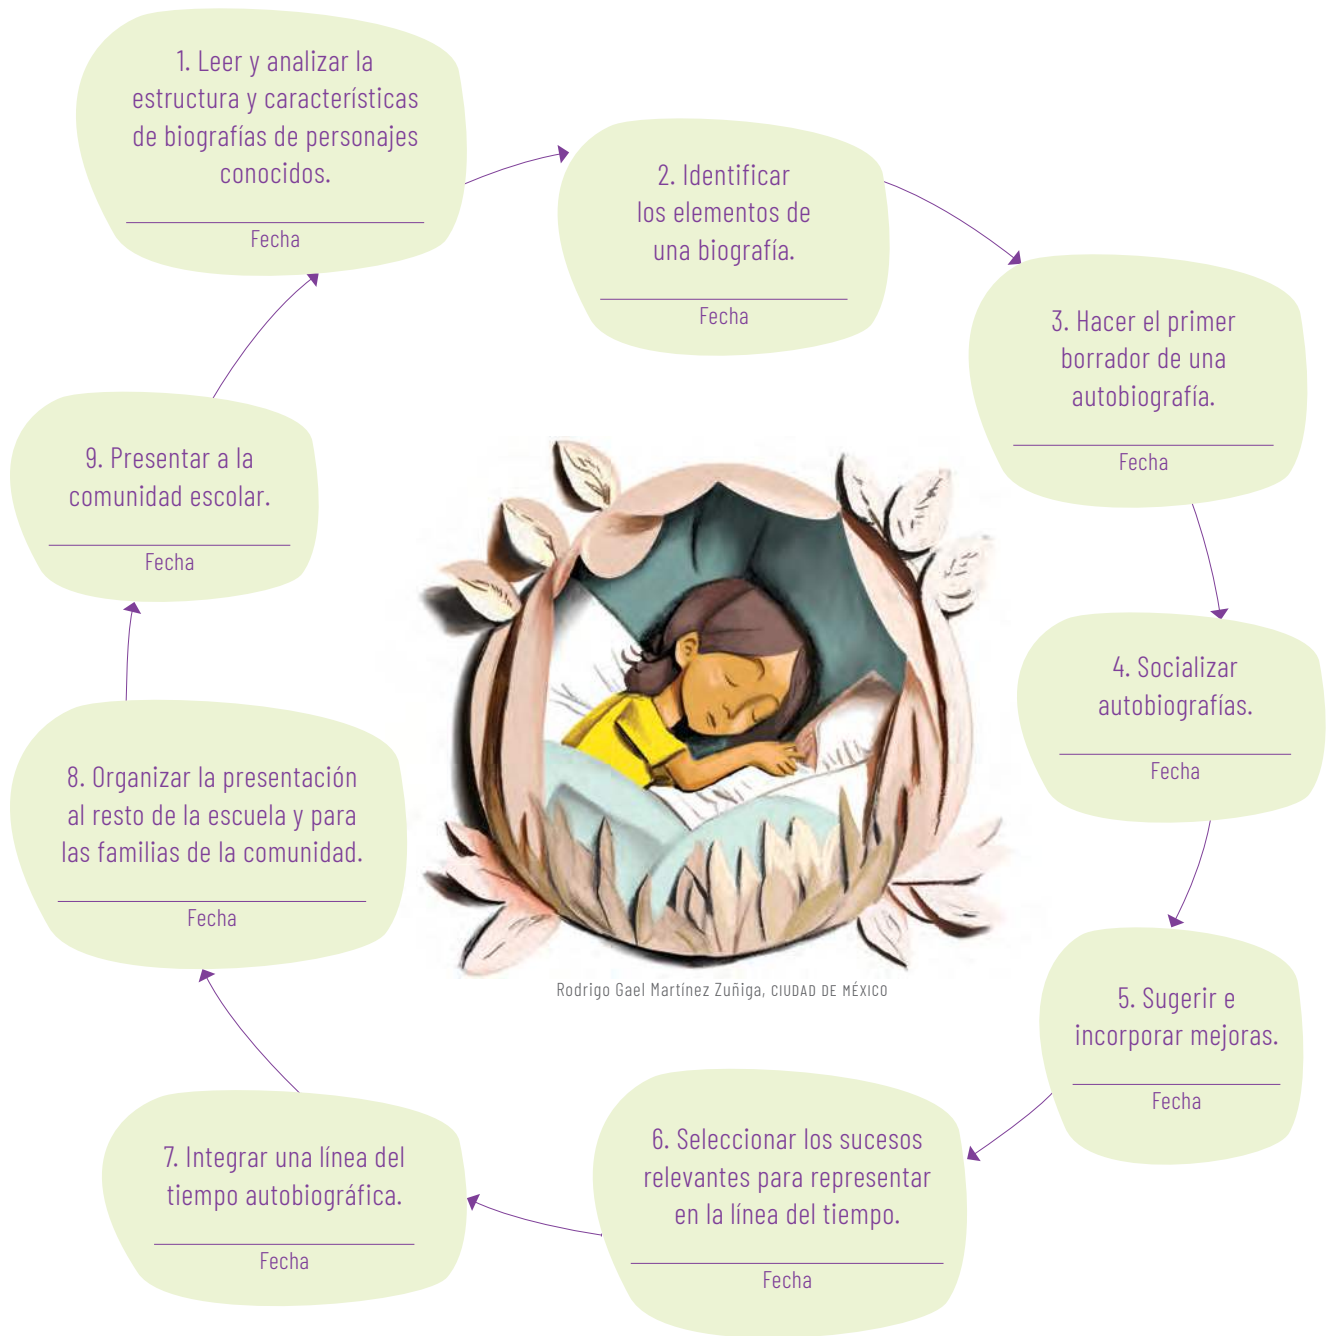 1. Leer y analizar la
estructura y características
de biografías de personajes
conocidos.
Fecha
2. Identificar
los elementos de
una biografía.
Fecha
3. Hacer el primer
borrador de una
autobiografía.
Fecha
4. Socializar
autobiografías.
Fecha
5. Sugerir e
incorporar mejoras.
Fecha
6. Seleccionar los sucesos
relevantes para representar
en la línea del tiempo.
Fecha
7. Integrar una línea del
tiempo autobiográfica.
Fecha
8. Organizar la presentación
al resto de la escuela y para
las familias de la comunidad.
Fecha
9. Presentar a la
comunidad escolar.
Fecha
Rodrigo Gael Martínez Zuñiga, CIUDAD DE MÉXICO